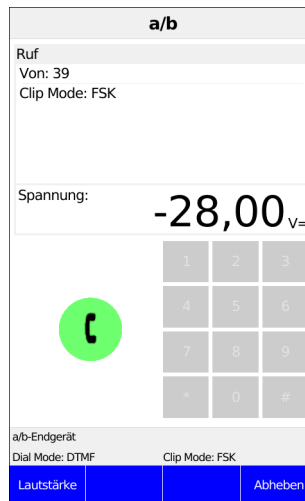 a/b
Ruf
Von: 39
Clip Mode: FSK
Spannung:
-28,00 V=
1 2 3
4 5 6
7 8 9
* 0 #
a/b-Endgerät
Dial Mode: DTMF Clip Mode: FSK
Lautstärke Abheben